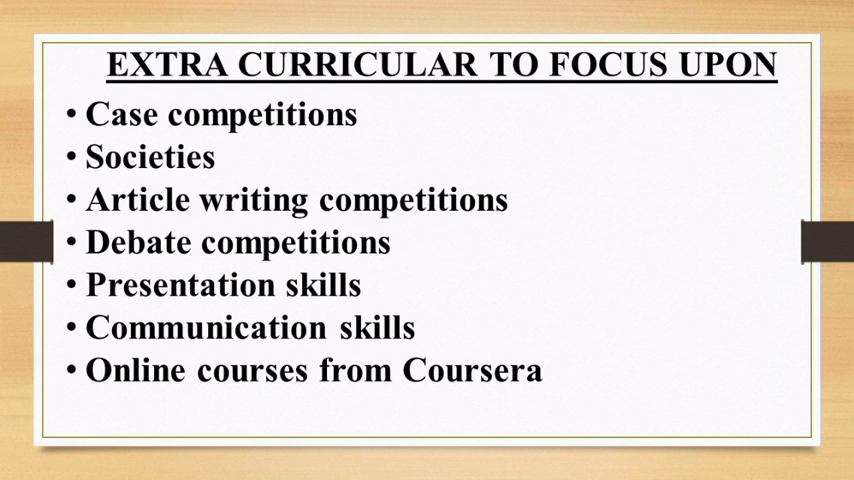 EXTRA CURRICULAR TO FOCUS UPON
• Case competitions
• Societies
• Article writing competitions
• Debate competitions
• Presentation skills
• Communication skills
• Online courses from Coursera